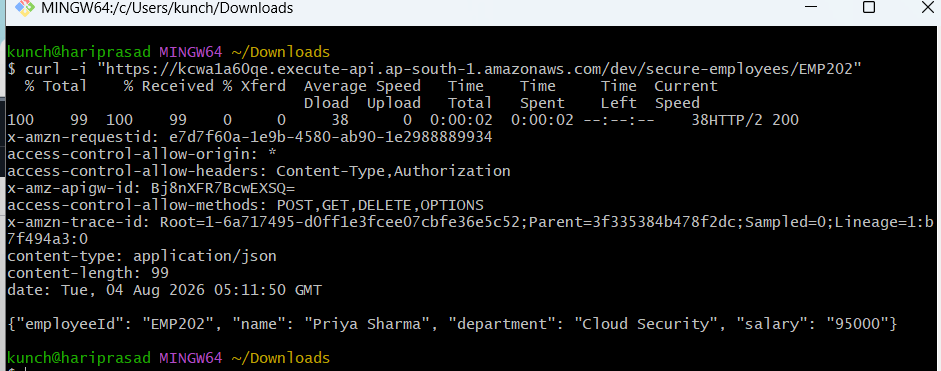 MINGW64:/c/Users/kunch/Downloads
kunch@hariprasad MINGW64 ~/Downloads
$ curl -i "https://kcwa1a60qe.execute-api.ap-south-1.amazonaws.com/dev/secure-employees/EMP202"
  % Total    % Received % Xferd  Average Speed   Time    Time     Time  Current
                                 Dload  Upload   Total   Spent    Left  Speed
100    99  100    99    0     0     38      0  0:00:02  0:00:02 --:--:--    38HTTP/2 200
x-amzn-requestid: e7d7f60a-1e9b-4580-ab90-1e2988889934
access-control-allow-origin: *
access-control-allow-headers: Content-Type,Authorization
x-amz-apigw-id: Bj8nXFR7BcwEXSQ=
access-control-allow-methods: POST,GET,DELETE,OPTIONS
x-amzn-trace-id: Root=1-6a717495-d0ff1e3fcee07cbfe36e5c52;Parent=3f335384b478f2dc;Sampled=0;Lineage=1:b
7f494a3:0
content-type: application/json
content-length: 99
date: Tue, 04 Aug 2026 05:11:50 GMT
{"employeeId": "EMP202", "name": "Priya Sharma", "department": "Cloud Security", "salary": "95000"}
kunch@hariprasad MINGW64 ~/Downloads
$